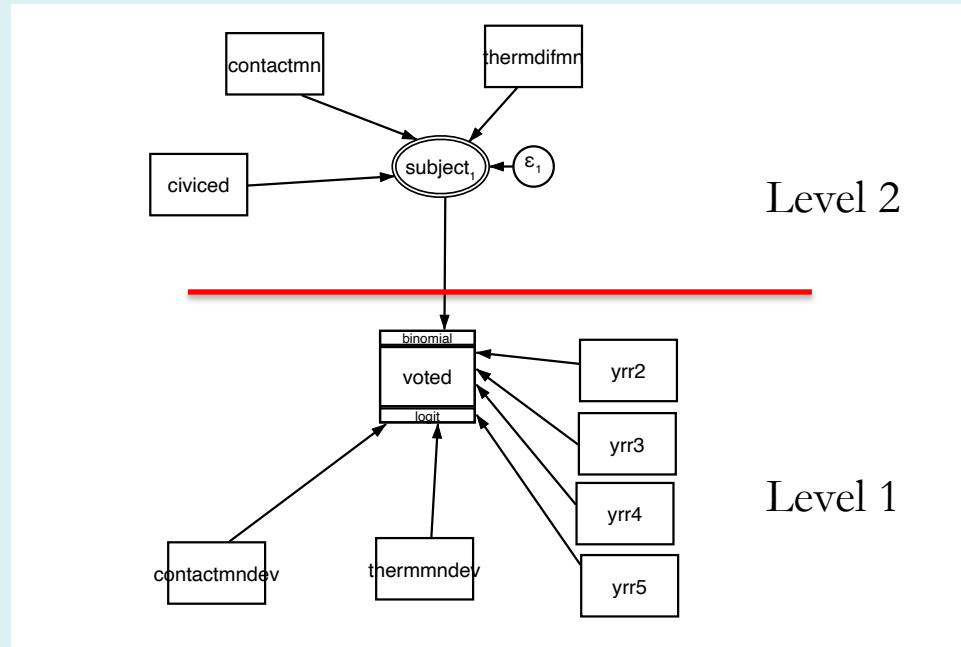 contactmn
thermdifmn
civiced
subject₁
ε₁
Level 2
binomial
voted
logit
yrr2
yrr3
yrr4
yrr5
Level 1
contactmndev
thermmndev